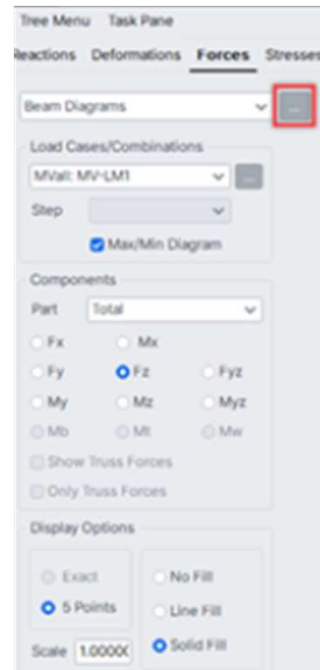 Tree Menu Task Pane
Reactions Deformations Forces Stresses
Beam Diagrams ...
Load Cases/Combinations
MVall: MV-LM1 ...
Step
Max/Min Diagram
Components
Part Total
Fx Mx
Fy Fz Fyz
My Mz Myz
Mb Mt Mw
Show Truss Forces
Only Truss Forces
Display Options
Exact No Fill
5 Points Line Fill
Scale 1.0000 Solid Fill